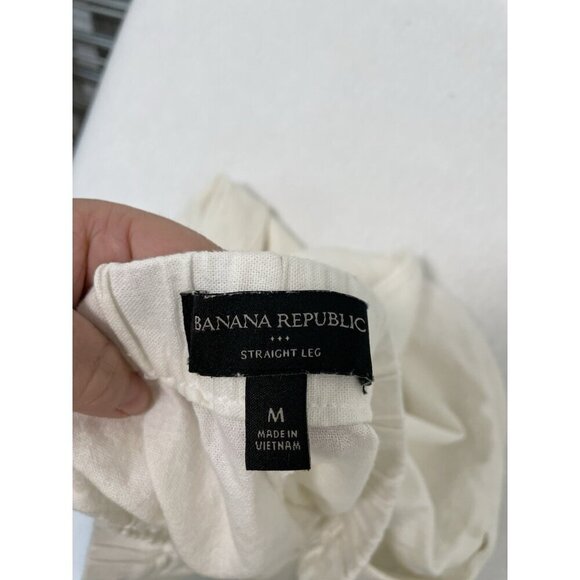 BANANA REPUBLIC
STRAIGHT LEG
M
MADE IN
VIETNAM